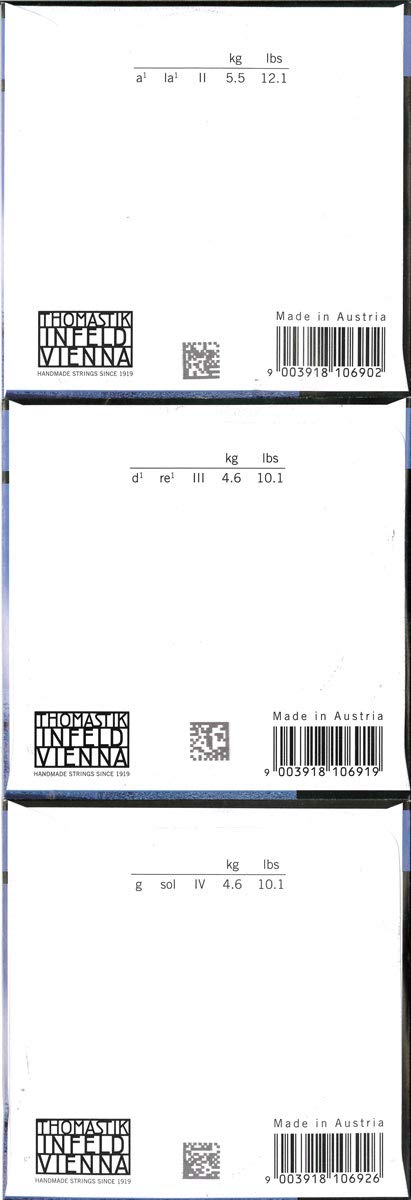 kg lbs
a¹ la¹ II 5.5 12.1
Made in Austria
THOMASTIK
INFELD
VIENNA
HANDMADE STRINGS SINCE 1919
9 003918 106902
kg lbs
d¹ re¹ III 4.6 10.1
Made in Austria
THOMASTIK
INFELD
VIENNA
HANDMADE STRINGS SINCE 1919
9 003918 106919
kg lbs
g sol IV 4.6 10.1
Made in Austria
THOMASTIK
INFELD
VIENNA
HANDMADE STRINGS SINCE 1919
9 003918 106926